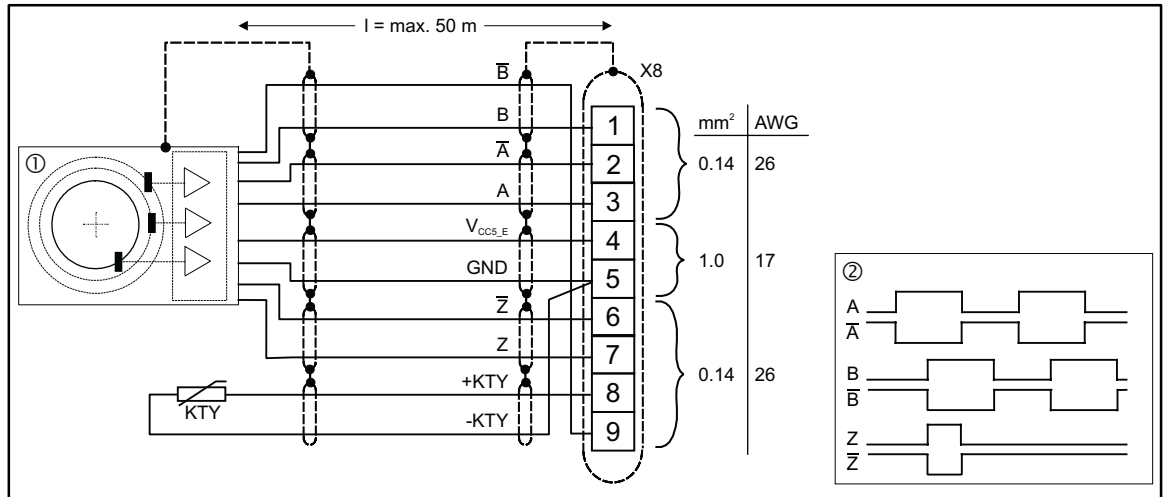 l = max. 50 m
X8
B̅
B
A̅
A
V_CC5_E
GND
Z̅
Z
+KTY
-KTY
KTY
①
1
2
3
4
5
6
7
8
9
mm² AWG
0.14 26
1.0 17
0.14 26
②
A
A̅
B
B̅
Z
Z̅